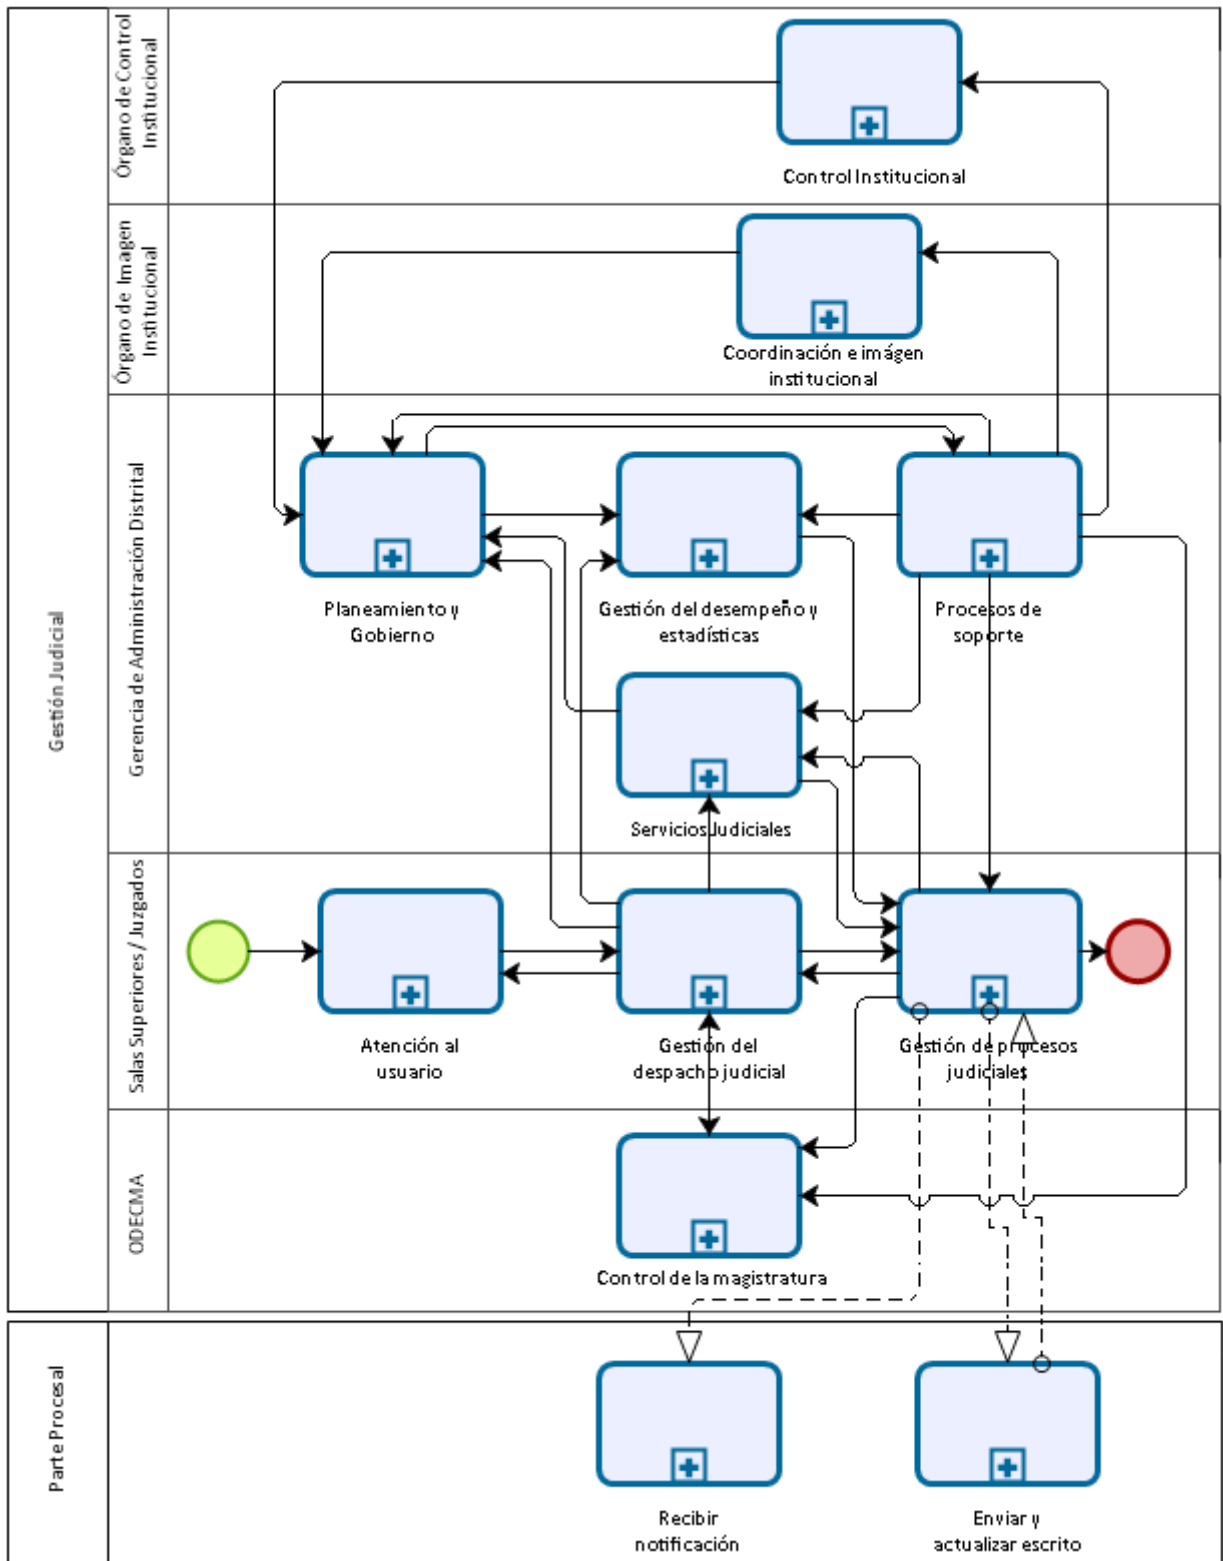 Gestión Judicial
Órgano de Control
Institucional
Control Institucional
Órgano de Imagen
Institucional
Coordinación e imágen
institucional
Gerencia de Administración Distrital
Planeamiento y
Gobierno
Gestión del desempeño y
estadísticas
Procesos de
soporte
Servicios Judiciales
Salas Superiores / Juzgados
Atención al
usuario
Gestión del
despacho judicial
Gestión de procesos
judiciales
ODECMA
Control de la magistratura
Parte Procesal
Recibir
notificación
Enviar y
actualizar escrito